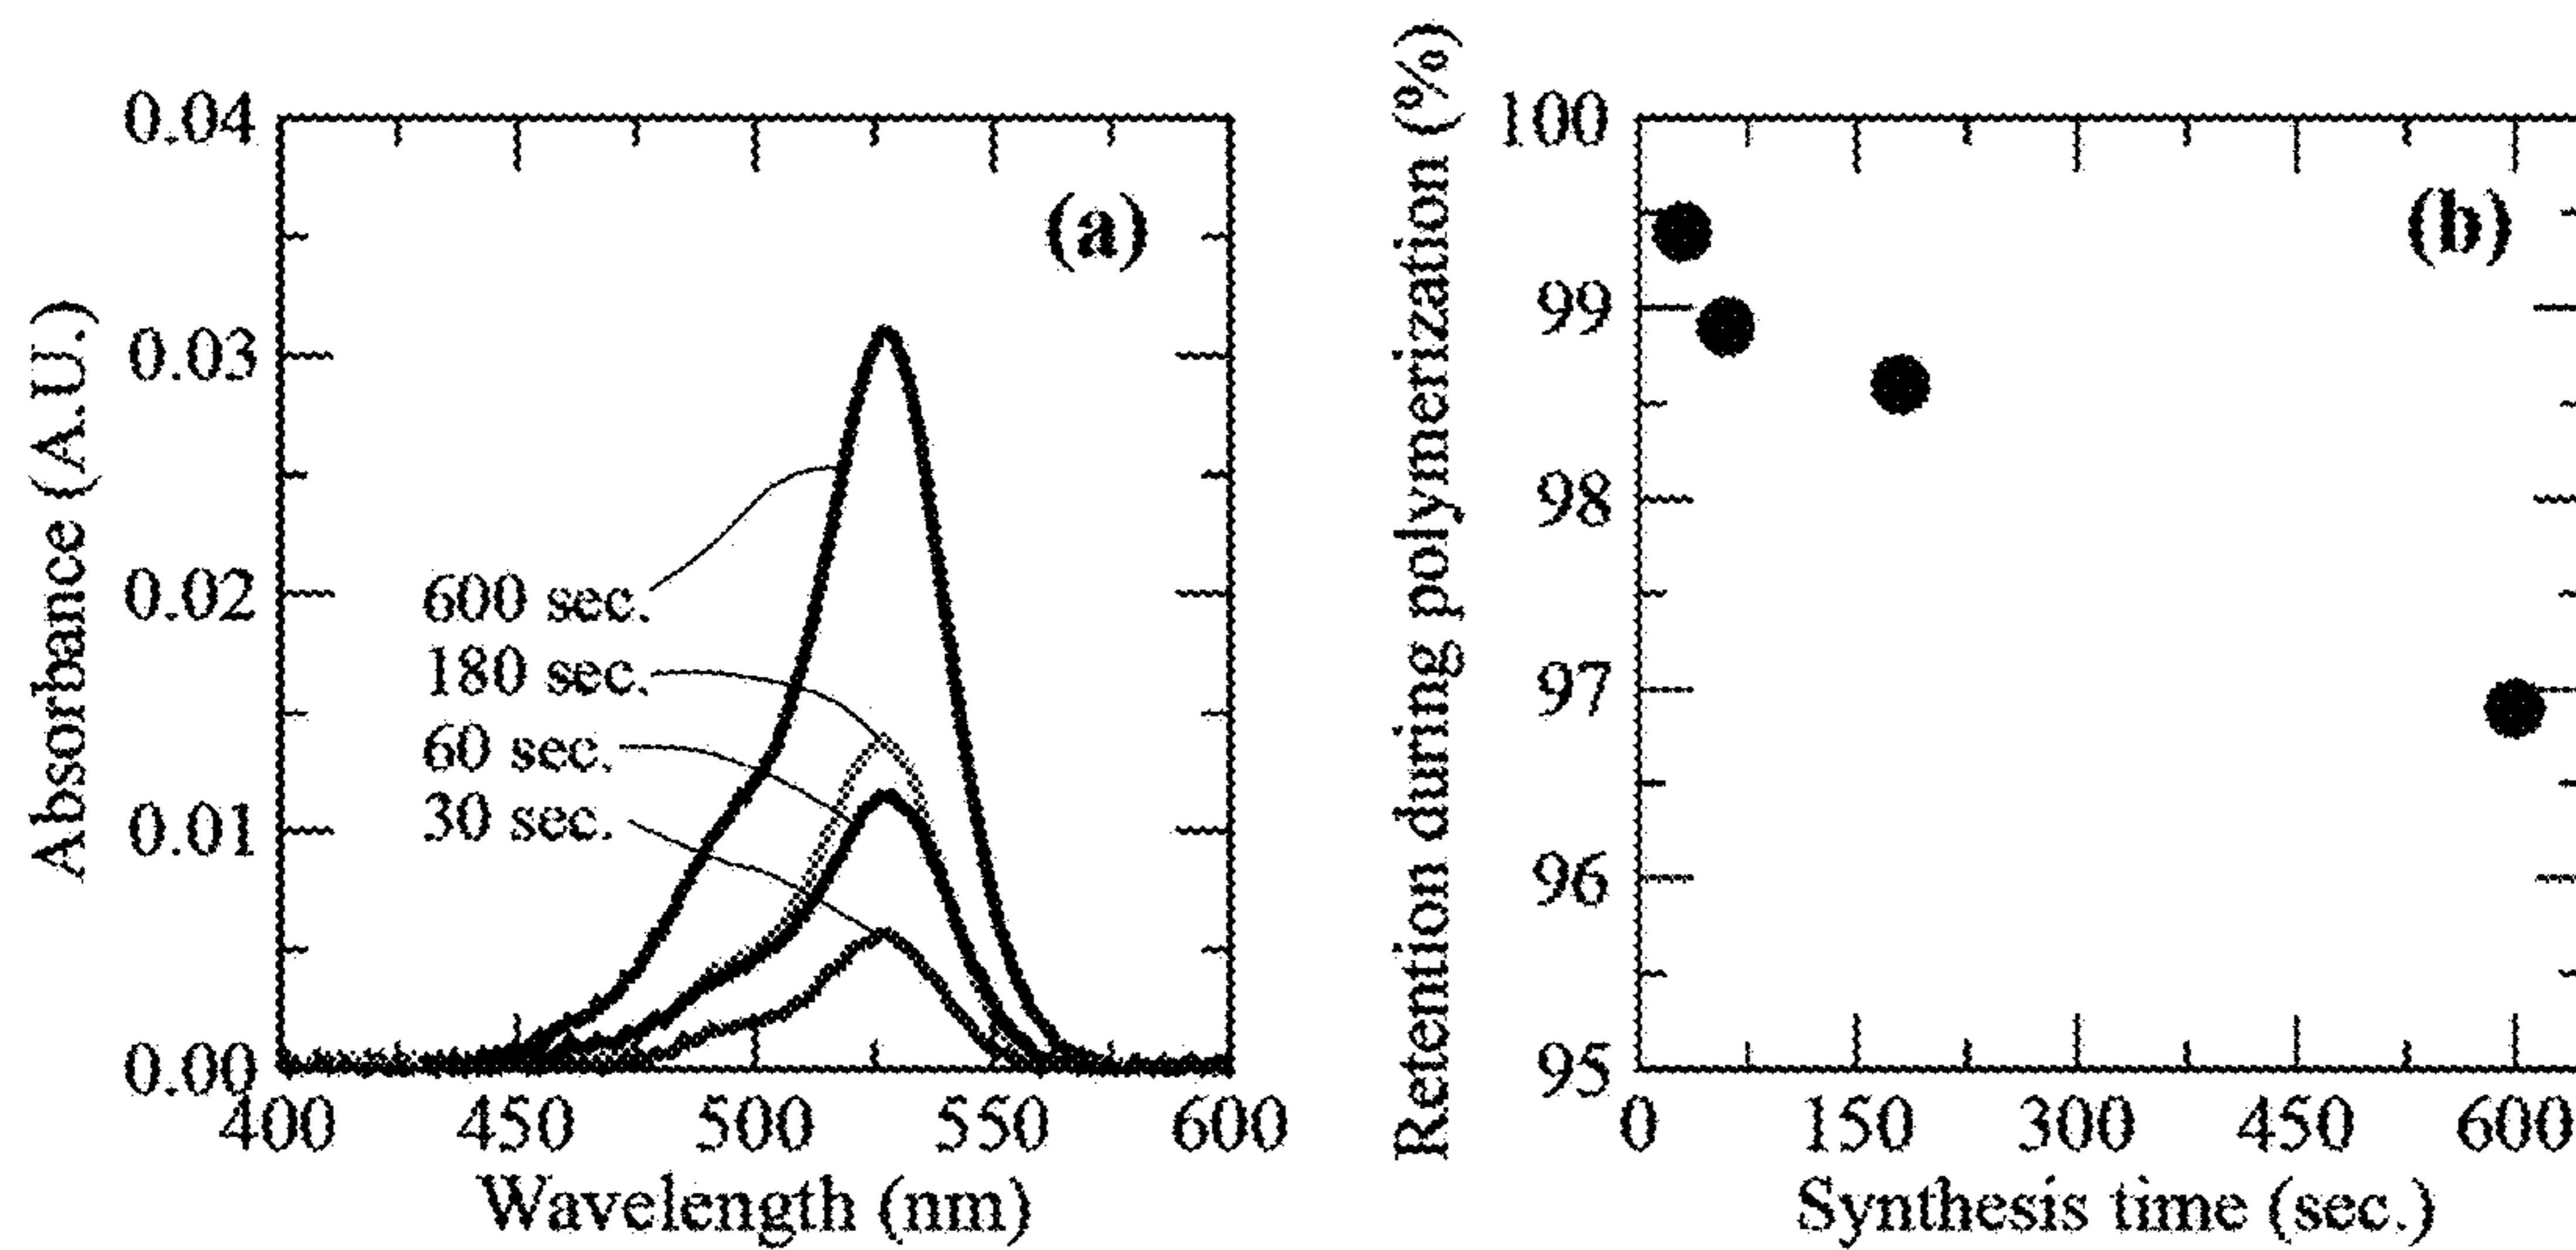 Absorbance (A.U.)
0.04
0.03
0.02
0.01
0.00
(a)
600 sec.
180 sec.
60 sec.
30 sec.
400 450 500 550 600
Wavelength (nm)
Retention during polymerization (%)
100
99
98
97
96
95
(b)
0 150 300 450 600
Synthesis time (sec.)